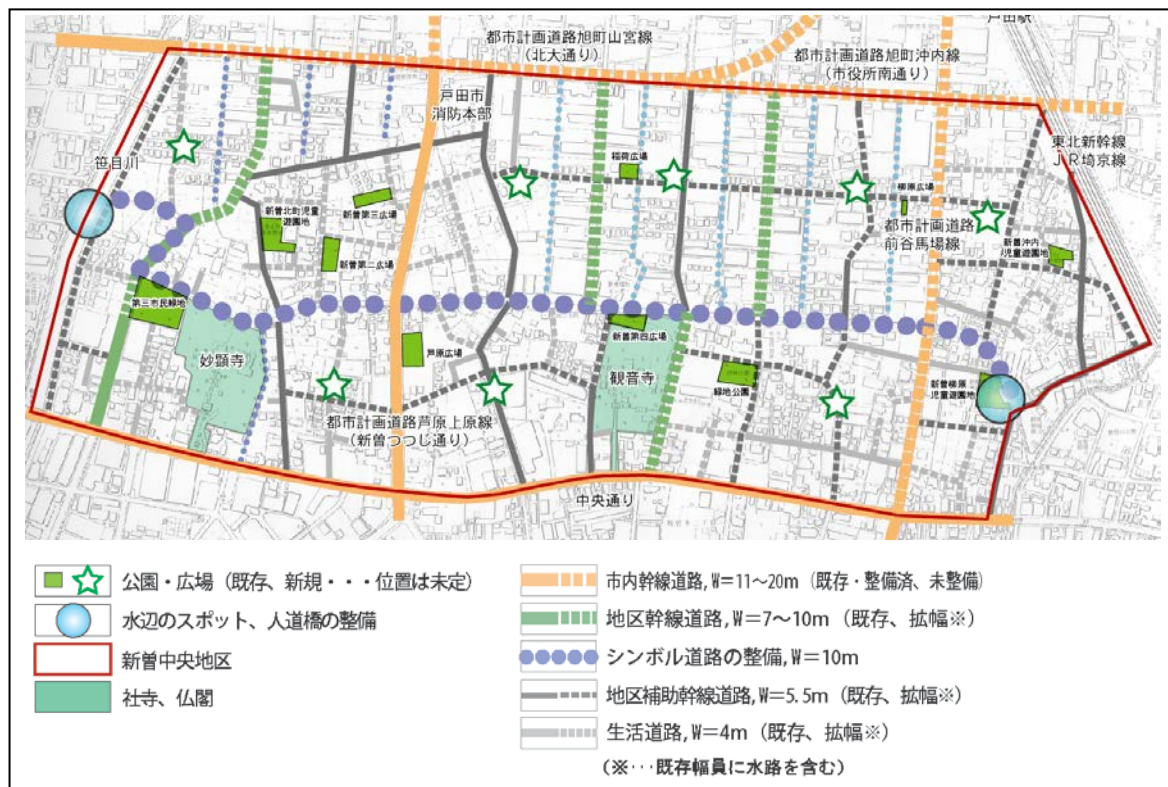 戸田駅
都市計画道路旭町山宮線
(北大通り)
都市計画道路旭町沖内線
(市役所南通り)
戸田市
消防本部
東北新幹線
JR埼京線
笹目川
稲荷広場
柳原広場
新曽第三広場
新曽北町児童
遊園地
新曽第二広場
都市計画道路
前谷馬場線
新曽沖内
児童遊園地
第三市民緑地
妙顕寺
芦原広場
新曽第四広場
観音寺
緑地公園
新曽柳原
児童遊園地
都市計画道路芦原上原線
(新曽つつじ通り)
中央通り
公園・広場（既存、新規・・・位置は未定）
水辺のスポット、人道橋の整備
新曽中央地区
社寺、仏閣
市内幹線道路,W=11～20m（既存・整備済、未整備）
地区幹線道路,W=7～10m（既存、拡幅※）
シンボル道路の整備,W=10m
地区補助幹線道路,W=5.5m（既存、拡幅※）
生活道路,W=4m（既存、拡幅※）
（※・・・既存幅員に水路を含む）